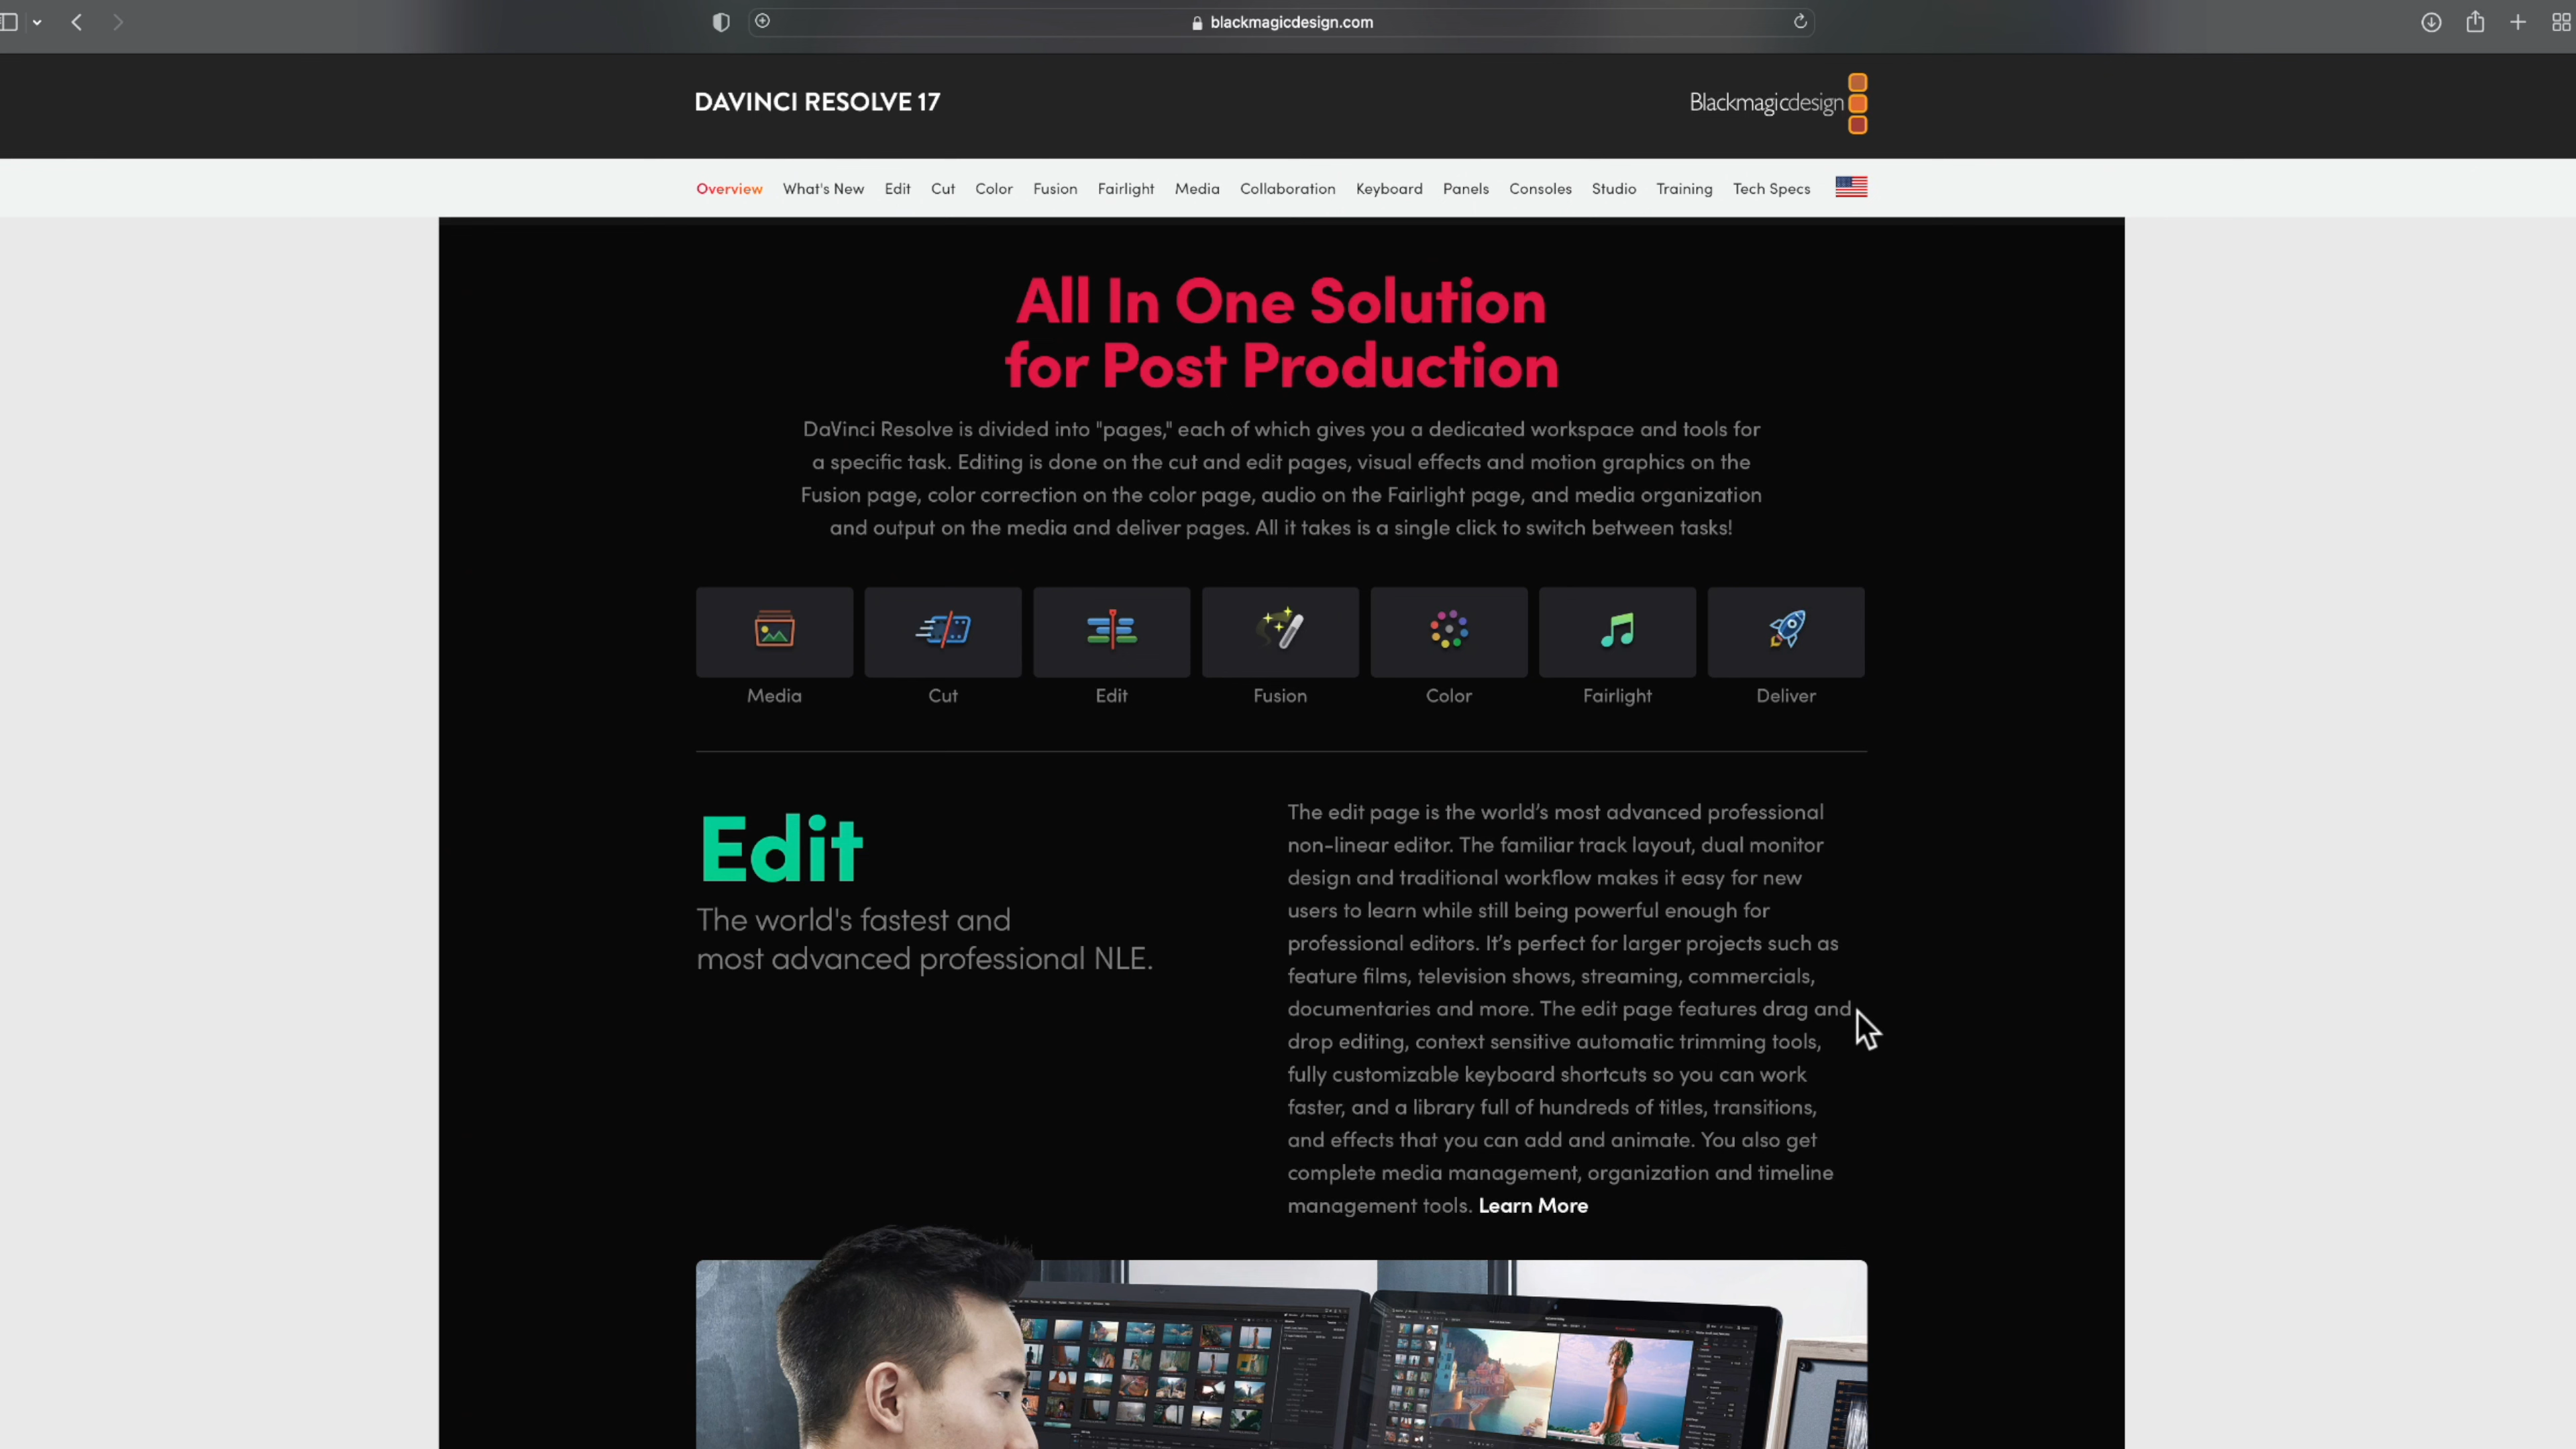 blackmagicdesign.com
DAVINCI RESOLVE 17
Blackmagicdesign
Overview What's New Edit Cut Color Fusion Fairlight Media Collaboration Keyboard Panels Consoles Studio Training Tech Specs
All In One Solution
for Post Production
DaVinci Resolve is divided into "pages," each of which gives you a dedicated workspace and tools for
a specific task. Editing is done on the cut and edit pages, visual effects and motion graphics on the
Fusion page, color correction on the color page, audio on the Fairlight page, and media organization
and output on the media and deliver pages. All it takes is a single click to switch between tasks!
Media Cut Edit Fusion Color Fairlight Deliver
Edit
The world's fastest and
most advanced professional NLE.
The edit page is the world’s most advanced professional
non-linear editor. The familiar track layout, dual monitor
design and traditional workflow makes it easy for new
users to learn while still being powerful enough for
professional editors. It’s perfect for larger projects such as
feature films, television shows, streaming, commercials,
documentaries and more. The edit page features drag and
drop editing, context sensitive automatic trimming tools,
fully customizable keyboard shortcuts so you can work
faster, and a library full of hundreds of titles, transitions,
and effects that you can add and animate. You also get
complete media management, organization and timeline
management tools. Learn More